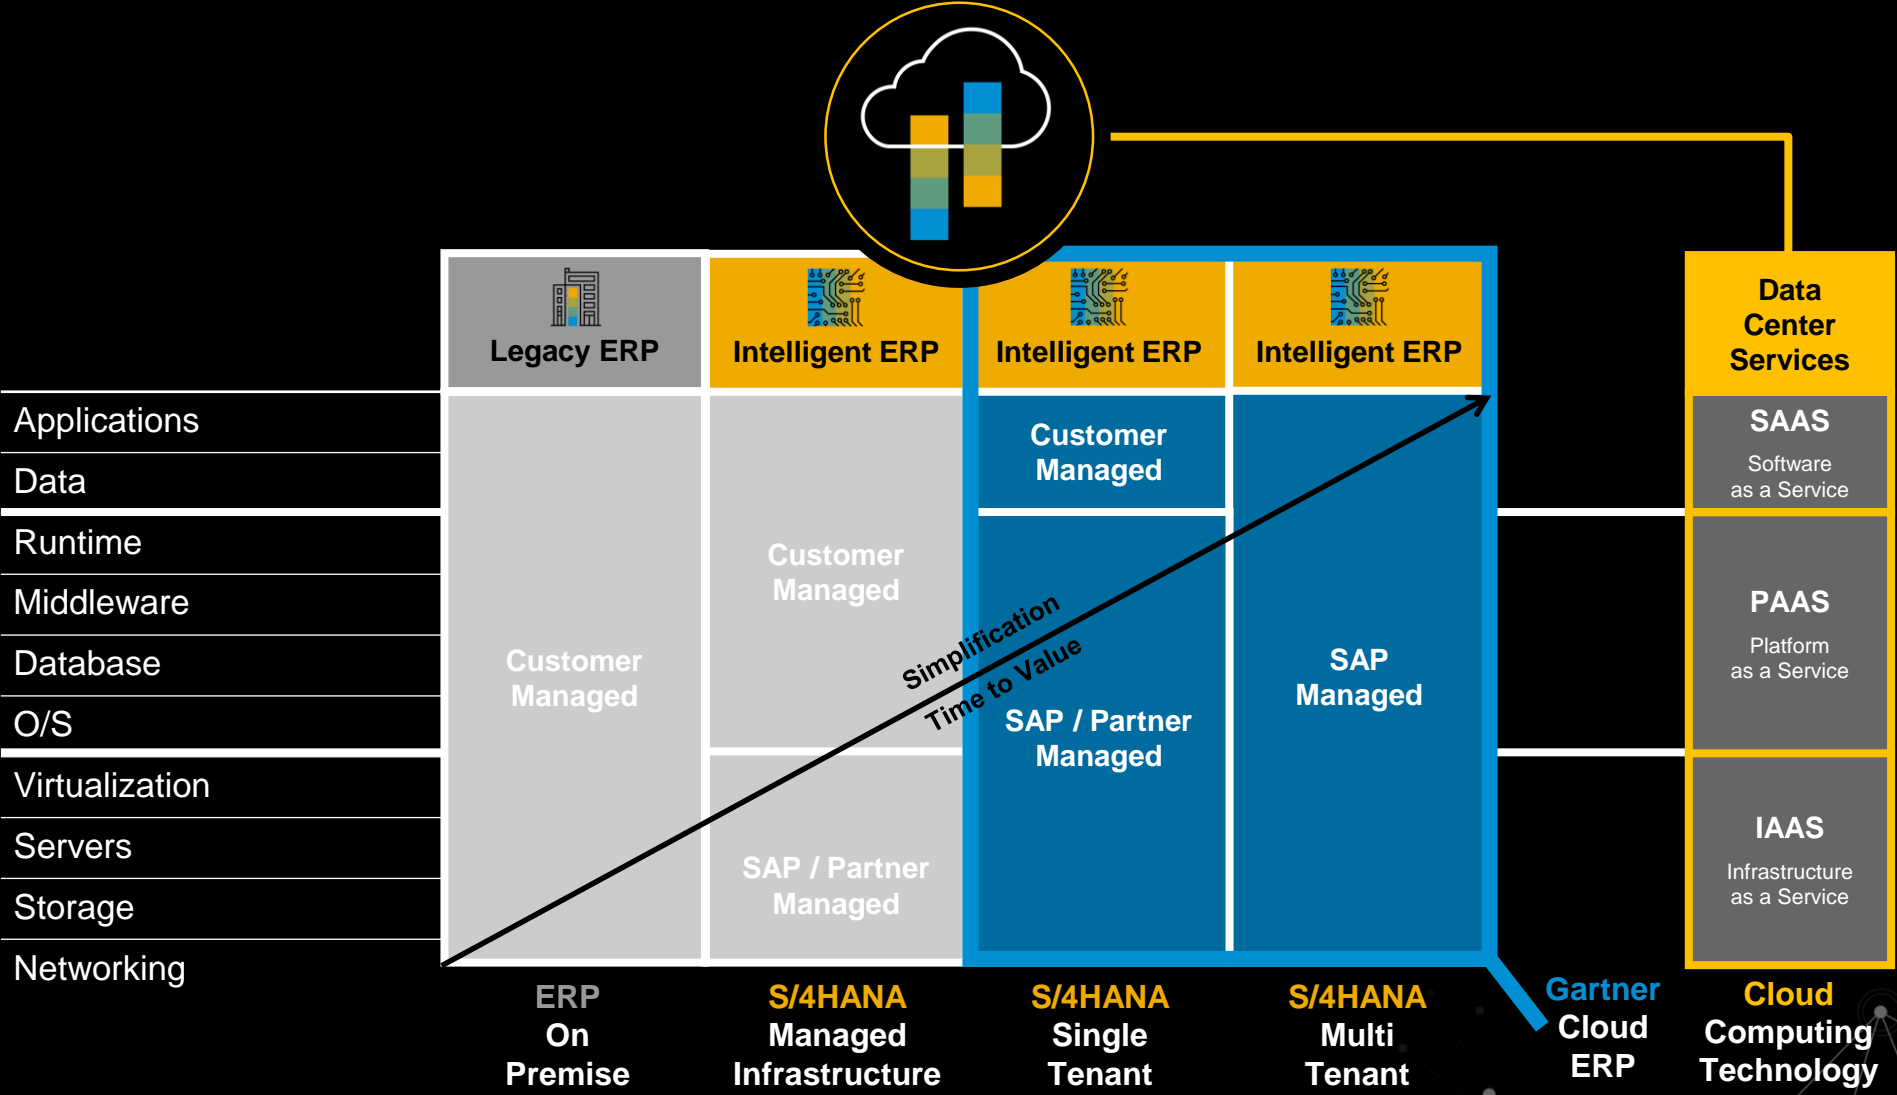 Legacy ERP
Intelligent ERP
Intelligent ERP
Intelligent ERP
Data
Center
Services
Applications
Data
Runtime
Middleware
Database
O/S
Virtualization
Servers
Storage
Networking
Customer
Managed
Customer
Managed
SAP / Partner
Managed
Customer
Managed
SAP / Partner
Managed
SAP
Managed
Simplification
Time to Value
SAAS
Software
as a Service
PAAS
Platform
as a Service
IAAS
Infrastructure
as a Service
ERP
On
Premise
S/4HANA
Managed
Infrastructure
S/4HANA
Single
Tenant
S/4HANA
Multi
Tenant
Gartner
Cloud
ERP
Cloud
Computing
Technology